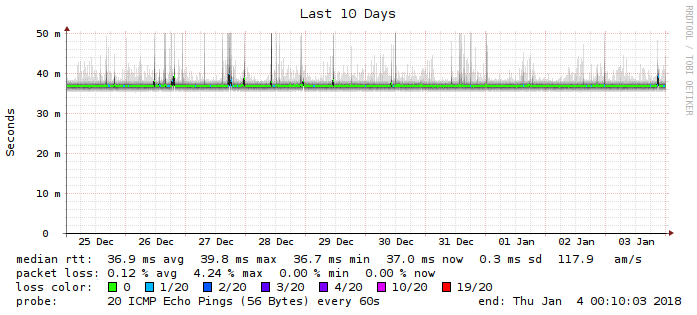 Last 10 Days
RRDTOOL / TOBI OETIKER
Seconds
50 m
40 m
30 m
20 m
10 m
0
25 Dec 26 Dec 27 Dec 28 Dec 29 Dec 30 Dec 31 Dec 01 Jan 02 Jan 03 Jan
median rtt: 36.9 ms avg 39.8 ms max 36.7 ms min 37.0 ms now 0.3 ms sd 117.9 am/s
packet loss: 0.12 % avg 4.24 % max 0.00 % min 0.00 % now
loss color: 0 1/20 2/20 3/20 4/20 10/20 19/20
probe: 20 ICMP Echo Pings (56 Bytes) every 60s end: Thu Jan 4 00:10:03 2018